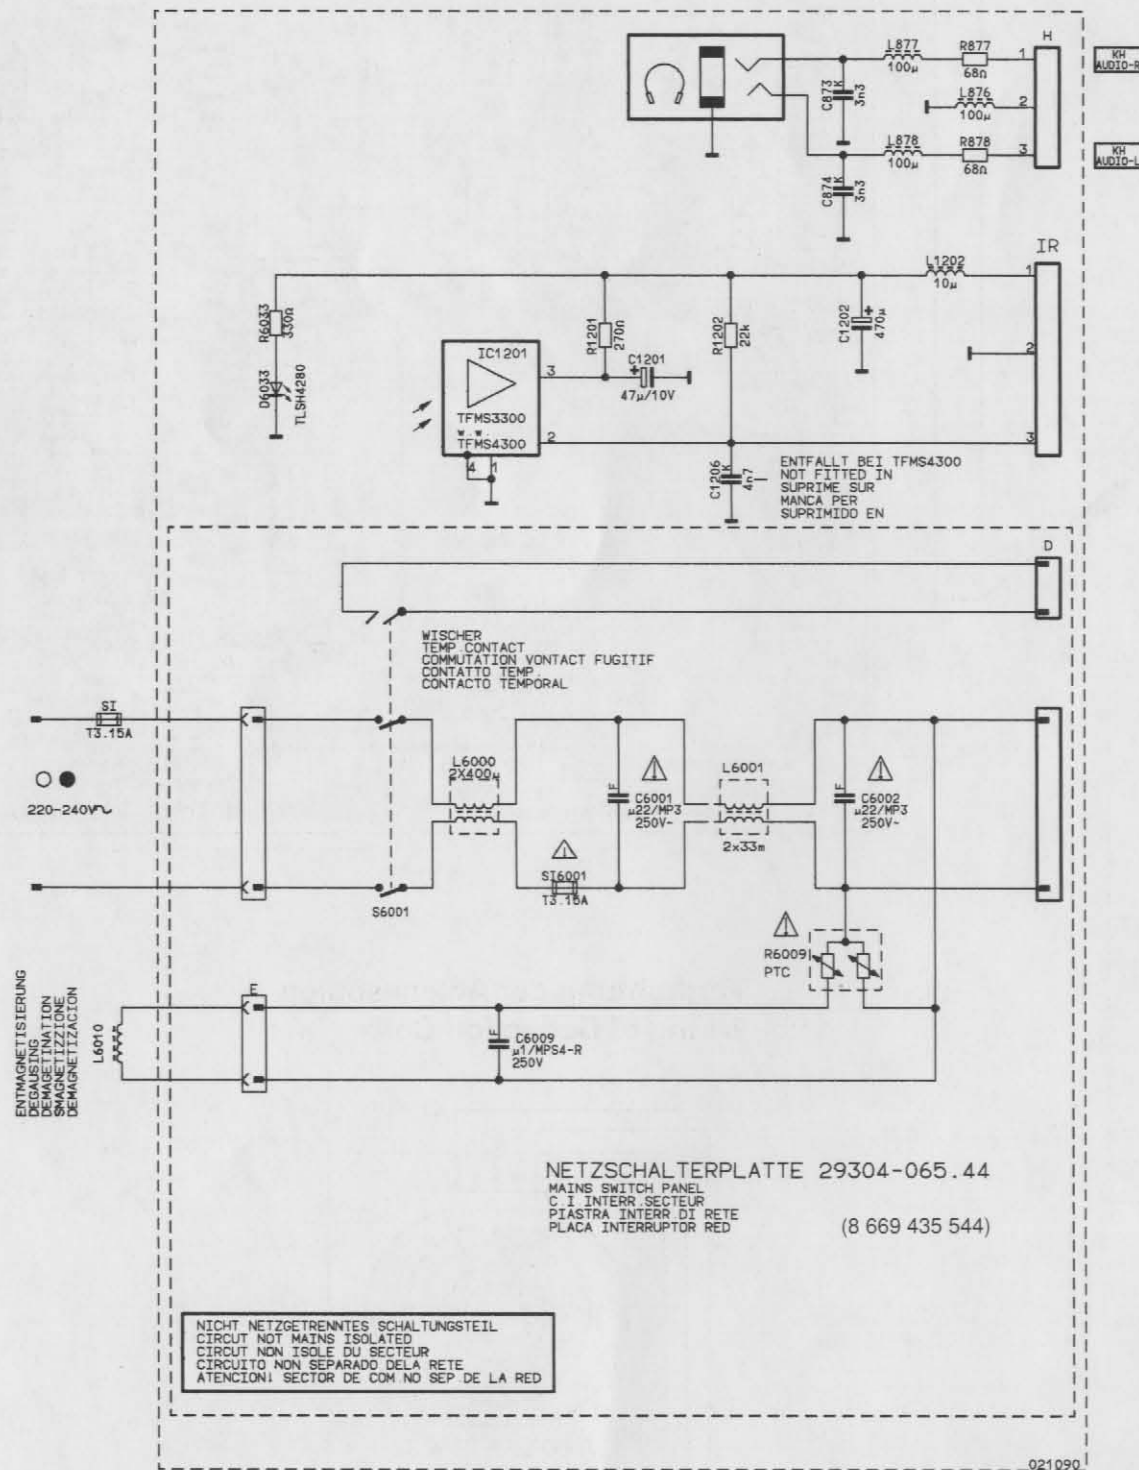 H
L877
100µ
R877
68Ω
1
KH
AUDIO-R
C873
K
3n3
L876
100µ
2
L878
100µ
R878
68Ω
3
KH
AUDIO-L
C874
K
3n3
IR
L1202
10µ
1
R6033
330Ω
D6033
TLSH4280
IC1201
TFMS3300
w.w.
TFMS4300
3
2
4
1
R1201
270Ω
C1201
+
47µ/10V
R1202
22k
C1202
+
470µ
2
3
C1206
K
4n7
ENTFALLT BEI TFMS4300
NOT FITTED IN
SUPRIME SUR
MANCA PER
SUPRIMIDO EN
D
WISCHER
TEMP.CONTACT
COMMUTATION VONTACT FUGITIF
CONTATTO TEMP.
CONTACTO TEMPORAL
SI
T3.15A
220-240V~
L6000
2X400µ
F
C6001
µ22/MP3
250V~
L6001
2x33m
F
C6002
µ22/MP3
250V~
SI6001
T3.15A
S6001
R6009
PTC
ENTMAGNETISIERUNG
DEGAUSING
DEMAGETINATION
SMAGNETIZZIONE
DEMAGNETIZACION
L6010
E
F
C6009
µ1/MPS4-R
250V
NETZSCHALTERPLATTE 29304-065.44
MAINS SWITCH PANEL
C.I INTERR.SECTEUR
PIASTRA INTERR.DI RETE
PLACA INTERRUPTOR RED (8 669 435 544)
NICHT NETZGETRENNTES SCHALTUNGSTEIL
CIRCUT NOT MAINS ISOLATED
CIRCUT NON ISOLE DU SECTEUR
CIRCUITO NON SEPARADO DELA RETE
ATENCION! SECTOR DE COM.NO SEP.DE LA RED
021090